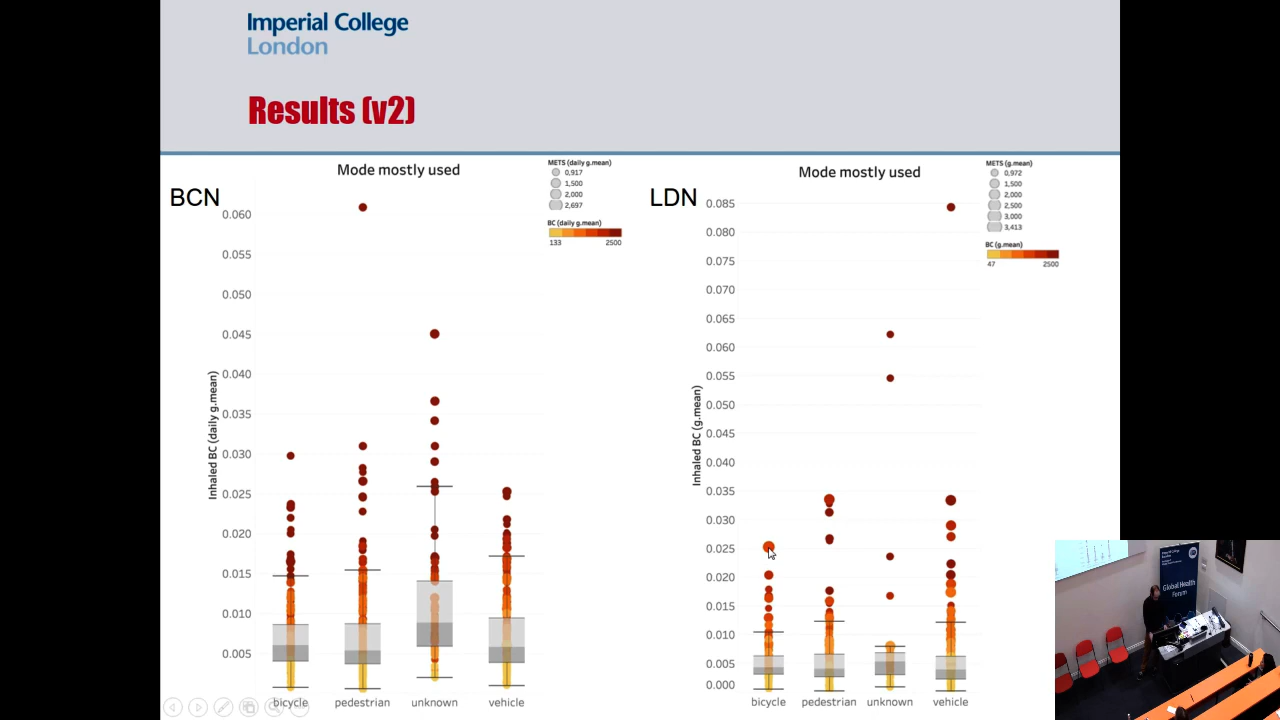 Imperial College
London
Results (v2)
BCN
Mode mostly used
METS (daily g.mean)
0,917
1,500
2,000
2,697
BC (daily g.mean)
133 2500
Inhaled BC (daily g.mean)
0.060
0.055
0.050
0.045
0.040
0.035
0.030
0.025
0.020
0.015
0.010
0.005
bicycle pedestrian unknown vehicle
LDN
Mode mostly used
METS (g.mean)
0,972
1,500
2,000
2,500
3,000
3,413
BC (g.mean)
47 2500
Inhaled BC (g.mean)
0.085
0.080
0.075
0.070
0.065
0.060
0.055
0.050
0.045
0.040
0.035
0.030
0.025
0.020
0.015
0.010
0.005
0.000
bicycle pedestrian unknown vehicle
Global Health
Forum